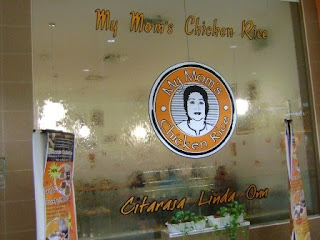 My Mom's Chicken Rice
My Mom's
Chicken Rice
Citarasa Linda Onn